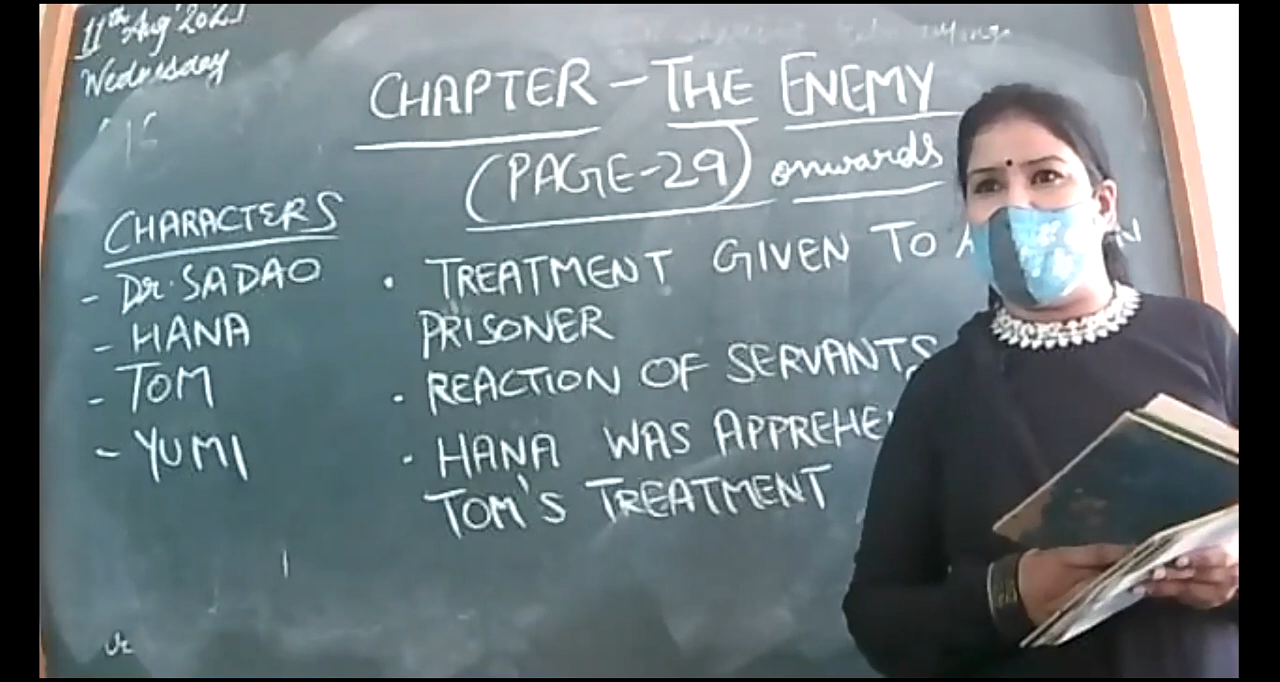 11th Aug' 2021
Wednesday
CHAPTER – THE ENEMY
(PAGE-29) onwards
CHARACTERS
- Dr. SADAO
- HANA
- TOM
- YUMI
• TREATMENT GIVEN TO
PRISONER
• REACTION OF SERVANTS
• HANA WAS APPREHE
TOM'S TREATMENT